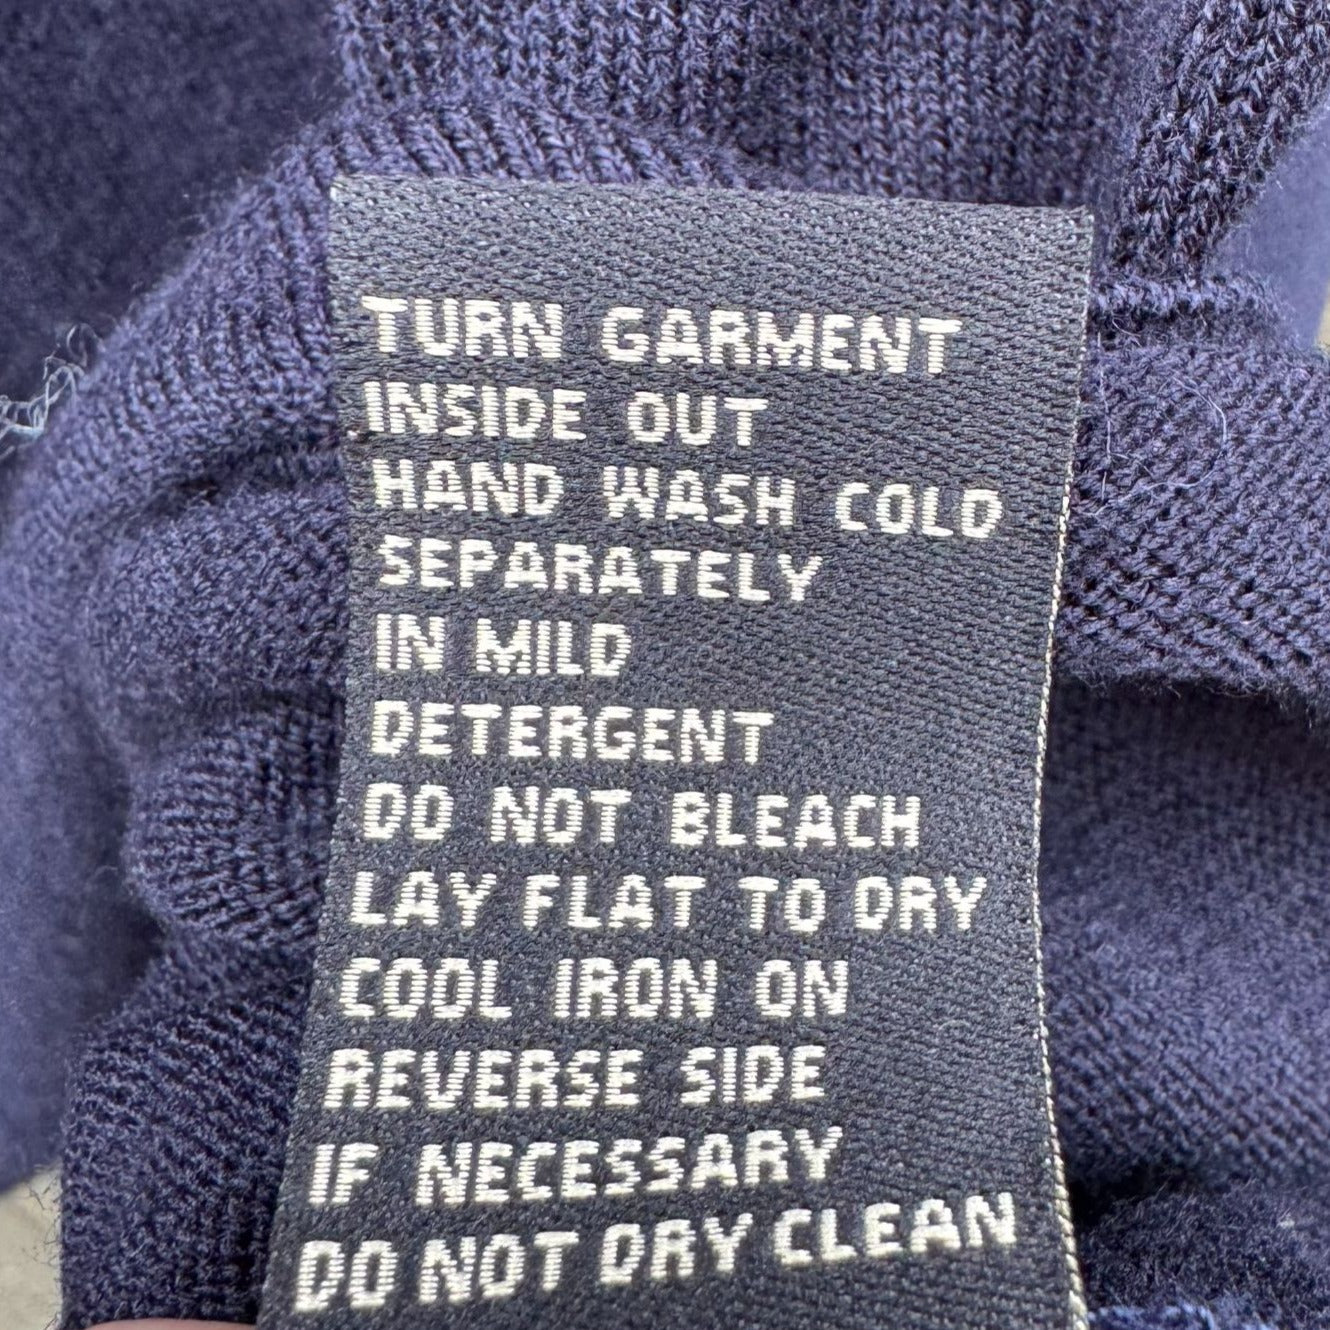 TURN GARMENT
INSIDE OUT
HAND WASH COLD
SEPARATELY
IN MILD
DETERGENT
DO NOT BLEACH
LAY FLAT TO DRY
COOL IRON ON
REVERSE SIDE
IF NECESSARY
DO NOT DRY CLEAN